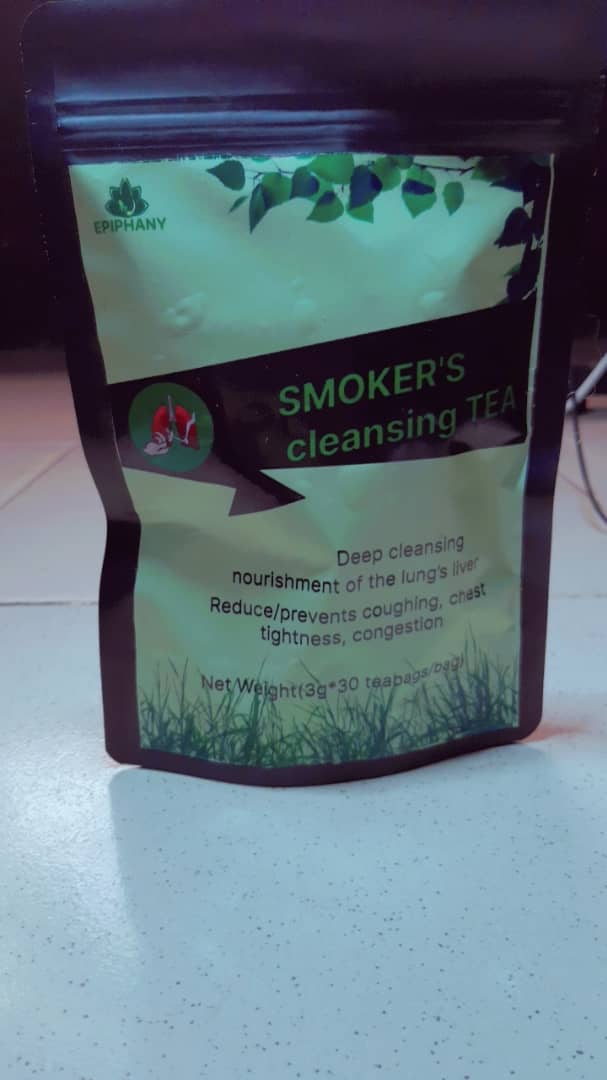 EPIPHANY
SMOKER'S
cleansing TEA
Deep cleansing
nourishment of the lung's liver
Reduce/prevents coughing, chest
tightness, congestion
Net Weight(3g*30 teabags/bag)